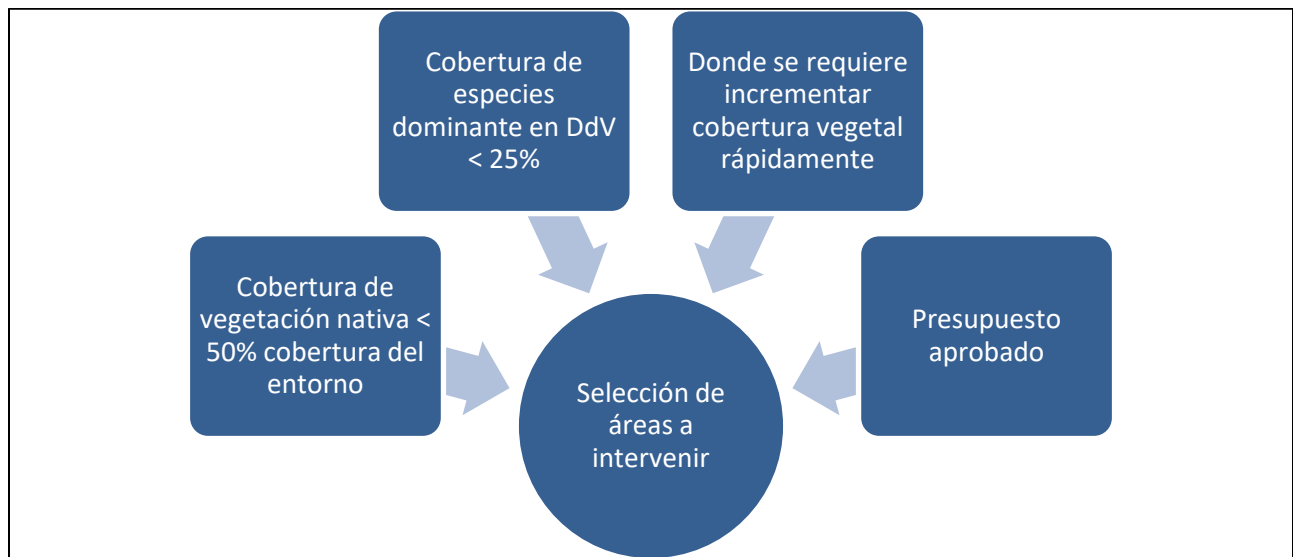 Cobertura de
especies
dominante en DdV
< 25%
Donde se requiere
incrementar
cobertura vegetal
rápidamente
Cobertura de
vegetación nativa <
50% cobertura del
entorno
Presupuesto
aprobado
Selección de
áreas a
intervenir